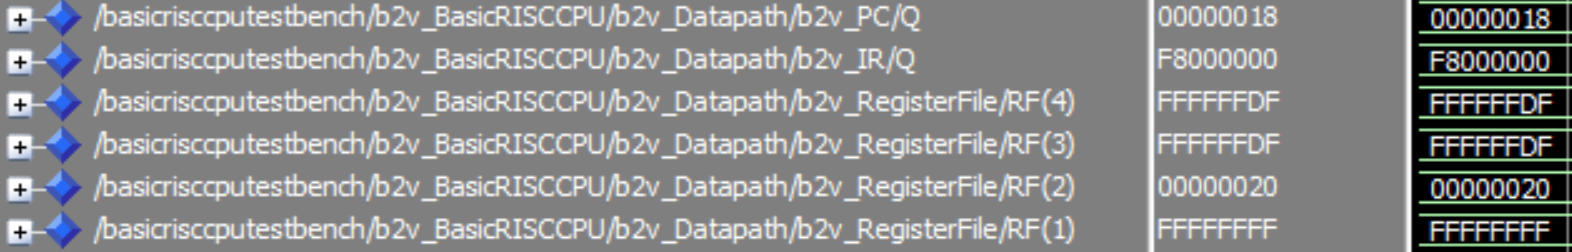 /basicrisccputestbench/b2v_BasicRISCCPU/b2v_Datapath/b2v_PC/Q 00000018 00000018
/basicrisccputestbench/b2v_BasicRISCCPU/b2v_Datapath/b2v_IR/Q F8000000 F8000000
/basicrisccputestbench/b2v_BasicRISCCPU/b2v_Datapath/b2v_RegisterFile/RF(4) FFFFFFDF FFFFFFDF
/basicrisccputestbench/b2v_BasicRISCCPU/b2v_Datapath/b2v_RegisterFile/RF(3) FFFFFFDF FFFFFFDF
/basicrisccputestbench/b2v_BasicRISCCPU/b2v_Datapath/b2v_RegisterFile/RF(2) 00000020 00000020
/basicrisccputestbench/b2v_BasicRISCCPU/b2v_Datapath/b2v_RegisterFile/RF(1) FFFFFFFF FFFFFFFF